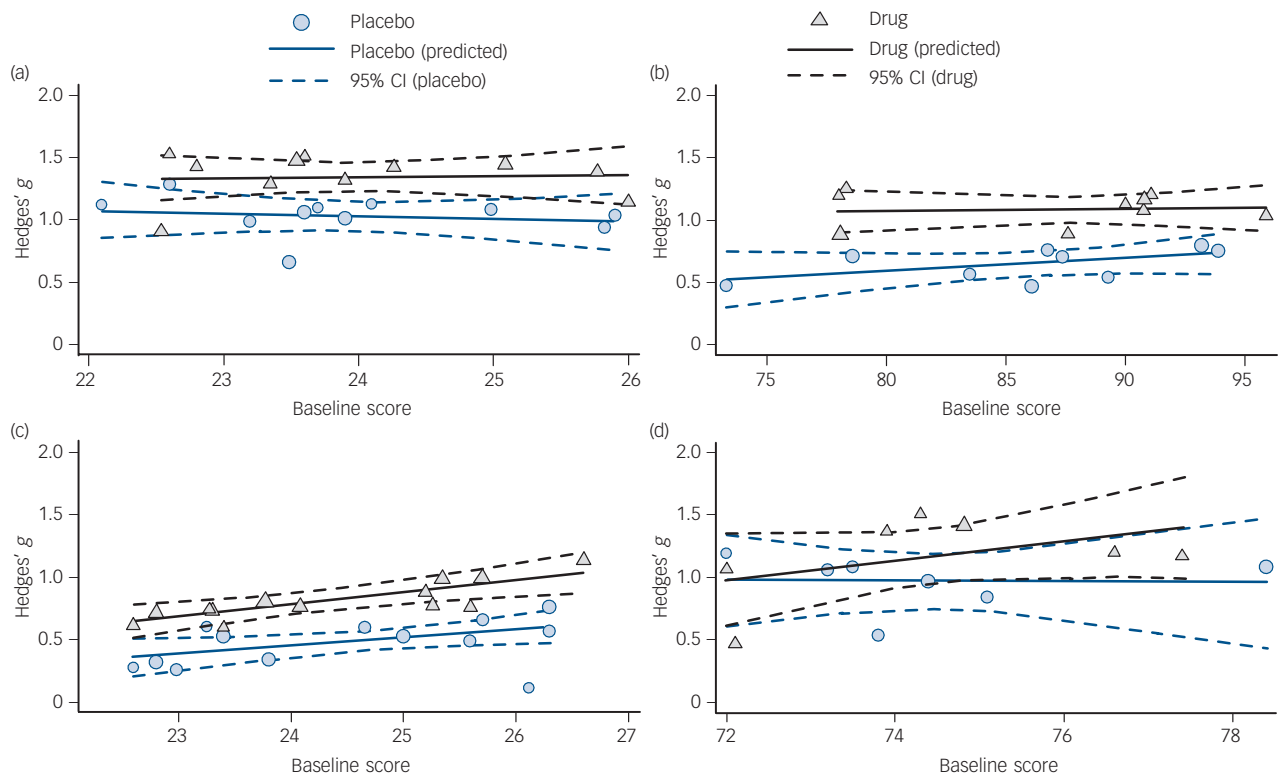 Placebo
Placebo (predicted)
95% CI (placebo)
Drug
Drug (predicted)
95% CI (drug)
(a)
2.0
1.5
1.0
0.5
0
Hedges' g
22 23 24 25 26
Baseline score
(b)
2.0
1.5
1.0
0.5
0
Hedges' g
75 80 85 90 95
Baseline score
(c)
2.0
1.5
1.0
0.5
0
Hedges' g
23 24 25 26 27
Baseline score
(d)
2.0
1.5
1.0
0.5
0
Hedges' g
72 74 76 78
Baseline score